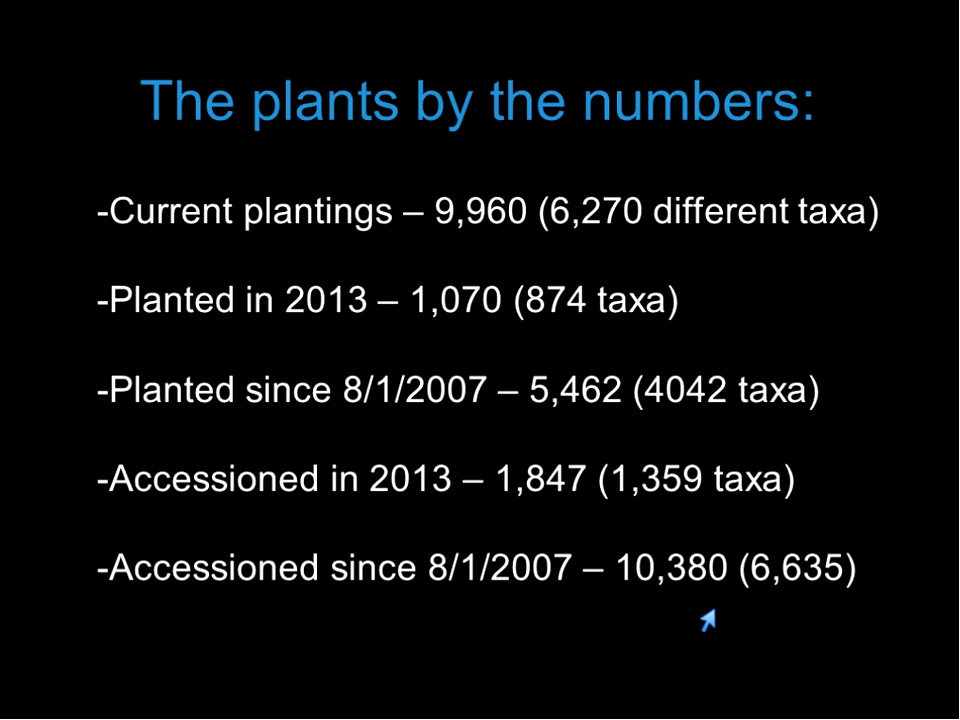 The plants by the numbers:
-Current plantings – 9,960 (6,270 different taxa)
-Planted in 2013 – 1,070 (874 taxa)
-Planted since 8/1/2007 – 5,462 (4042 taxa)
-Accessioned in 2013 – 1,847 (1,359 taxa)
-Accessioned since 8/1/2007 – 10,380 (6,635)